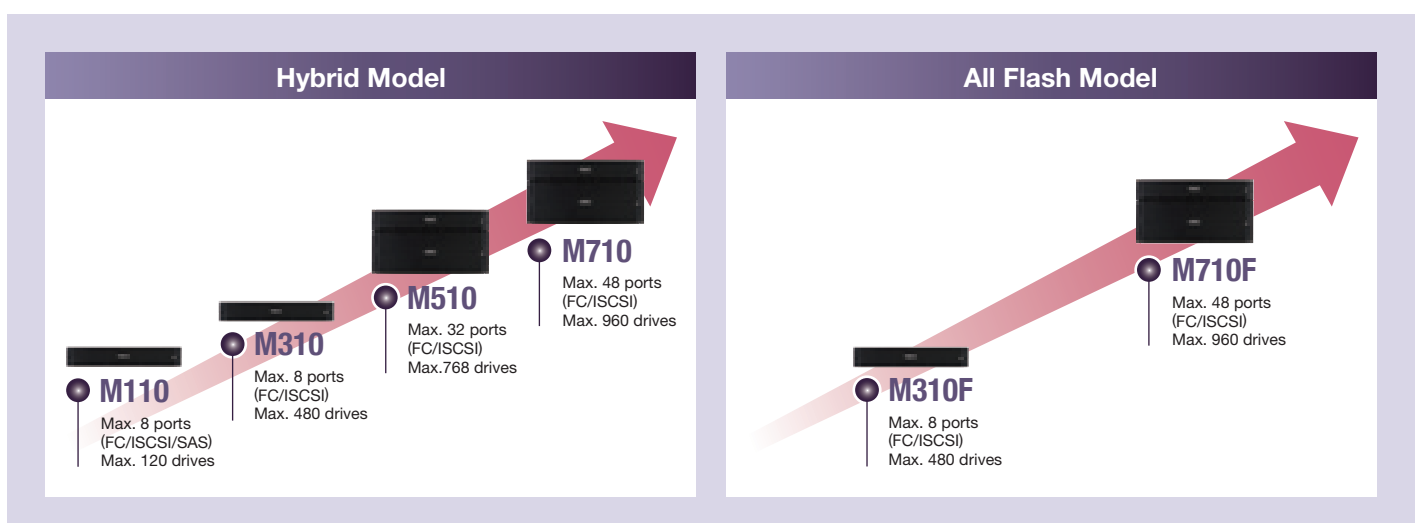 Hybrid Model
M710
Max. 48 ports
(FC/ISCSI)
Max. 960 drives
M510
Max. 32 ports
(FC/ISCSI)
Max.768 drives
M310
Max. 8 ports
(FC/ISCSI)
Max. 480 drives
M110
Max. 8 ports
(FC/ISCSI/SAS)
Max. 120 drives
All Flash Model
M710F
Max. 48 ports
(FC/ISCSI)
Max. 960 drives
M310F
Max. 8 ports
(FC/ISCSI)
Max. 480 drives